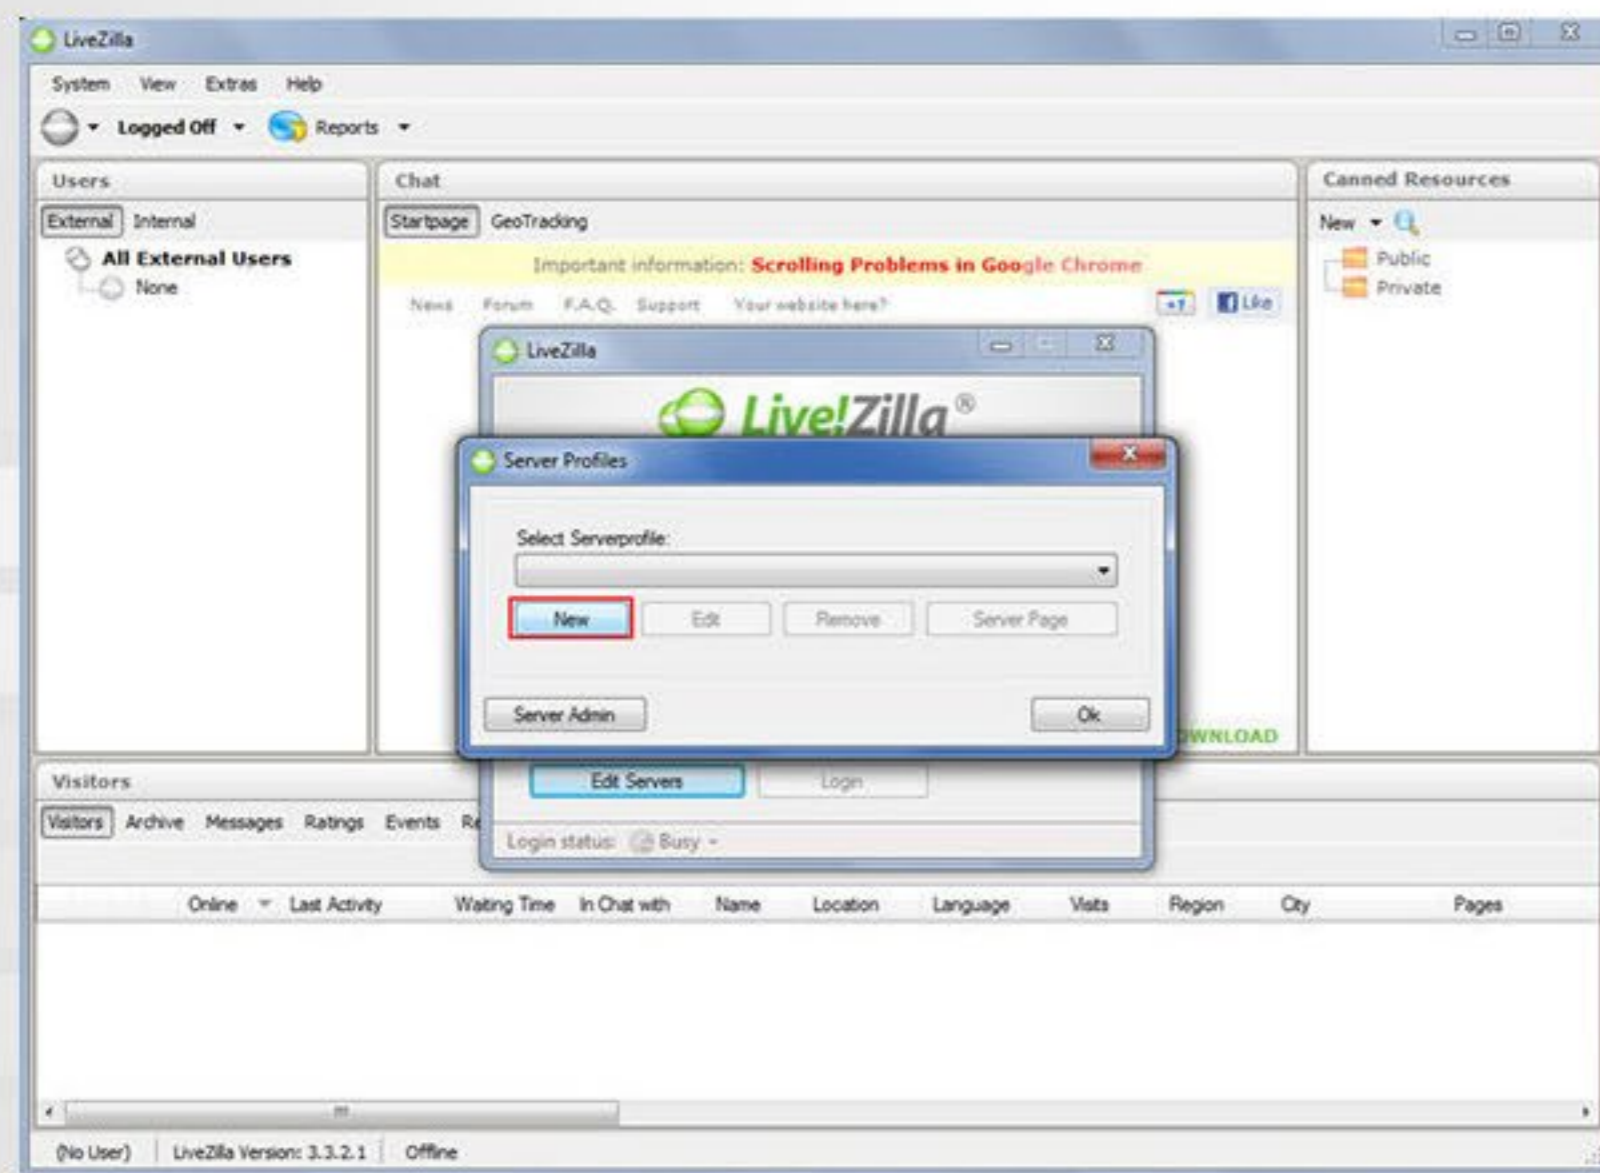 LiveZilla
System View Extras Help
Logged Off Reports
Users
External Internal
All External Users
None
Chat
Startpage GeoTracking
Important information: Scrolling Problems in Google Chrome
News Forum F.A.Q. Support Your website here?
+1 Like
Canned Resources
New
Public
Private
LiveZilla
Live!Zilla®
Server Profiles
Select Serverprofile:
New Edit Remove Server Page
Server Admin Ok
Edit Servers Login
Login status: Busy
Visitors
Visitors Archive Messages Ratings Events
Online Last Activity Waiting Time In Chat with Name Location Language Visits Region City Pages
(No User) LiveZilla Version: 3.3.2.1 Offline